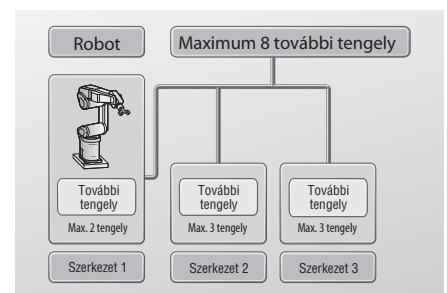 Robot
Maximum 8 további tengely
További
tengely
Max. 2 tengely
További
tengely
Max. 3 tengely
További
tengely
Max. 3 tengely
Szerkezet 1
Szerkezet 2
Szerkezet 3